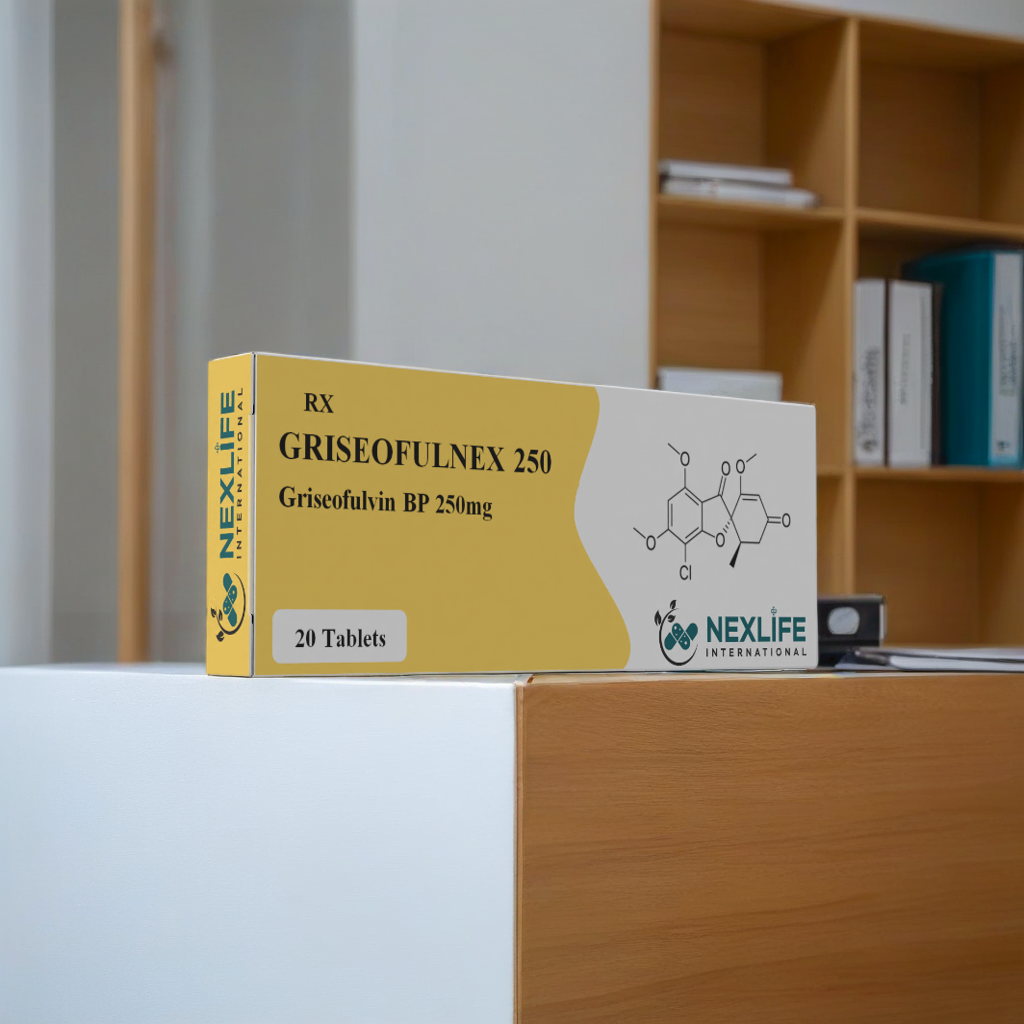 NEXLIFE
INTERNATIONAL
RX
GRISEOFULNEX 250
Griseofulvin BP 250mg
20 Tablets
O
O
O
O
O
O
Cl
NEXLIFE
INTERNATIONAL